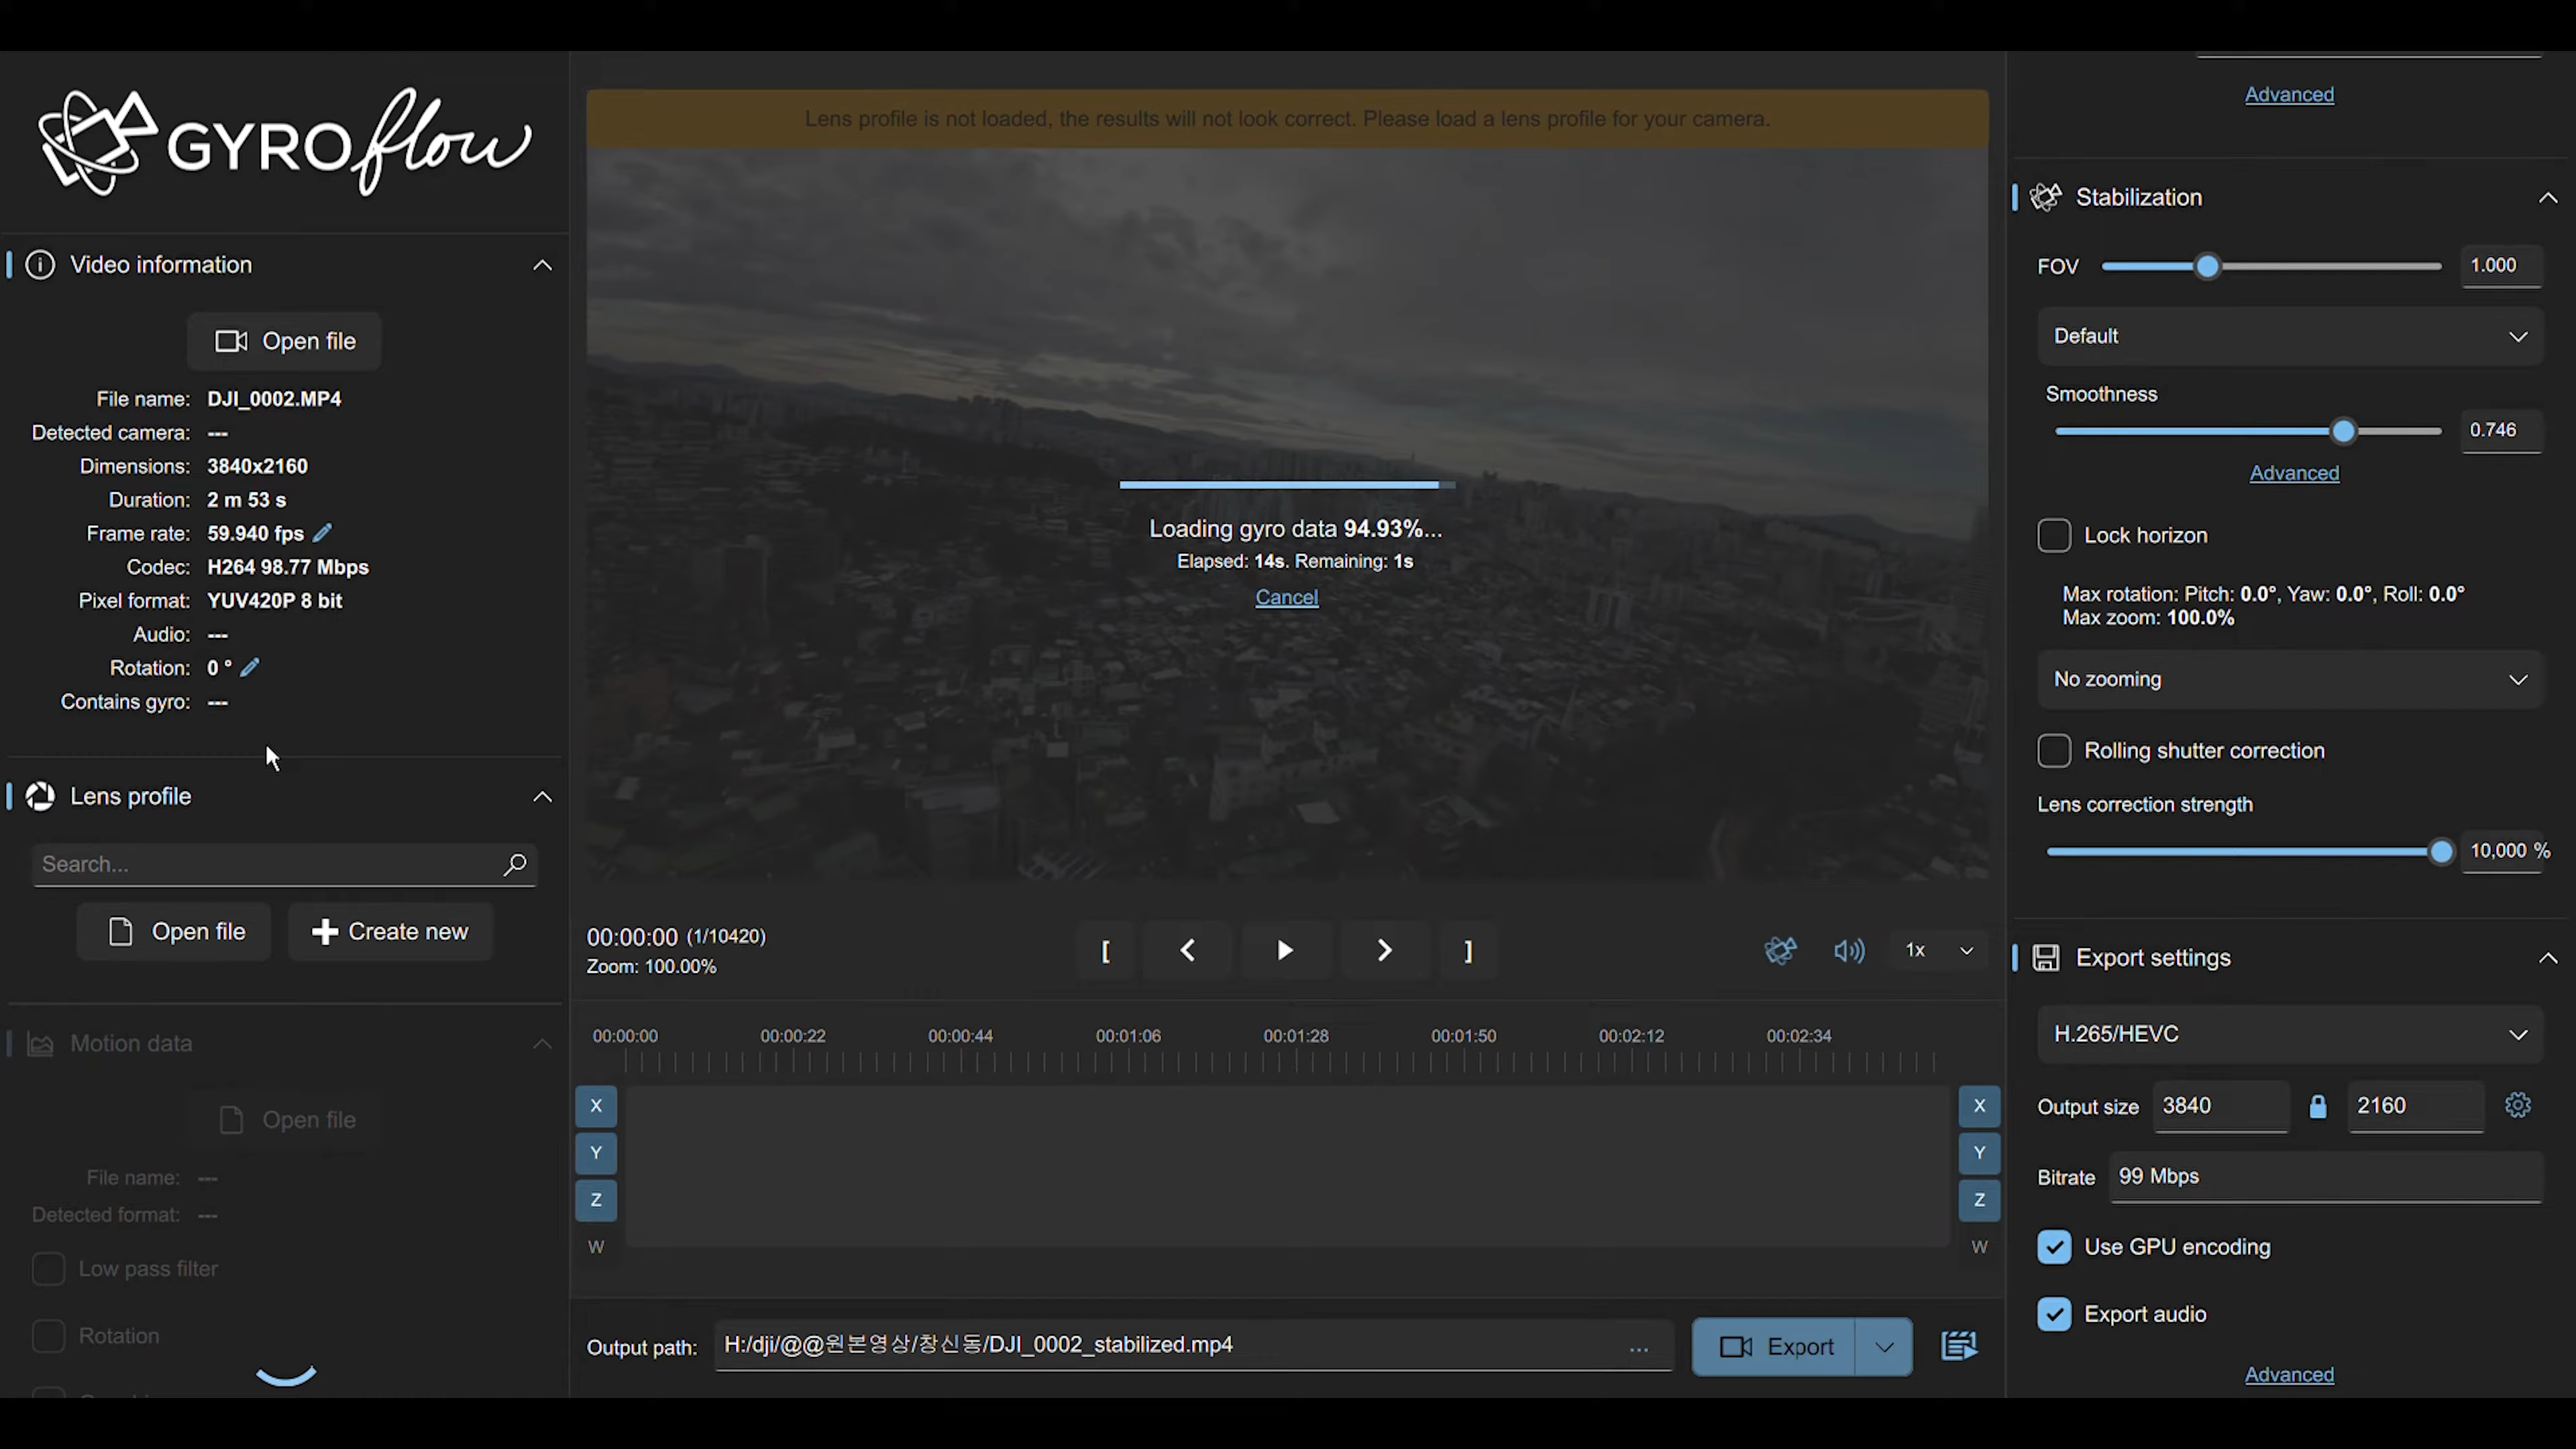 GYROflow
Video information
Open file
File name: DJI_0002.MP4
Detected camera: ---
Dimensions: 3840x2160
Duration: 2 m 53 s
Frame rate: 59.940 fps
Codec: H264 98.77 Mbps
Pixel format: YUV420P 8 bit
Audio: ---
Rotation: 0 °
Contains gyro: ---
Lens profile
Search...
Open file
Create new
Motion data
Open file
File name: ---
Detected format: ---
Low pass filter
Rotation
Lens profile is not loaded, the results will not look correct. Please load a lens profile for your camera.
Loading gyro data 94.93%...
Elapsed: 14s. Remaining: 1s
Cancel
00:00:00 (1/10420)
Zoom: 100.00%
[
]
1x
00:00:00 00:00:22 00:00:44 00:01:06 00:01:28 00:01:50 00:02:12 00:02:34
X X
Y Y
Z Z
W W
Output path: H:/dji/@@원본영상/창신동/DJI_0002_stabilized.mp4 ...
Export
Advanced
Stabilization
FOV 1.000
Default
Smoothness
0.746
Advanced
Lock horizon
Max rotation: Pitch: 0.0°, Yaw: 0.0°, Roll: 0.0°
Max zoom: 100.0%
No zooming
Rolling shutter correction
Lens correction strength
10,000 %
Export settings
H.265/HEVC
Output size 3840 2160
Bitrate 99 Mbps
Use GPU encoding
Export audio
Advanced